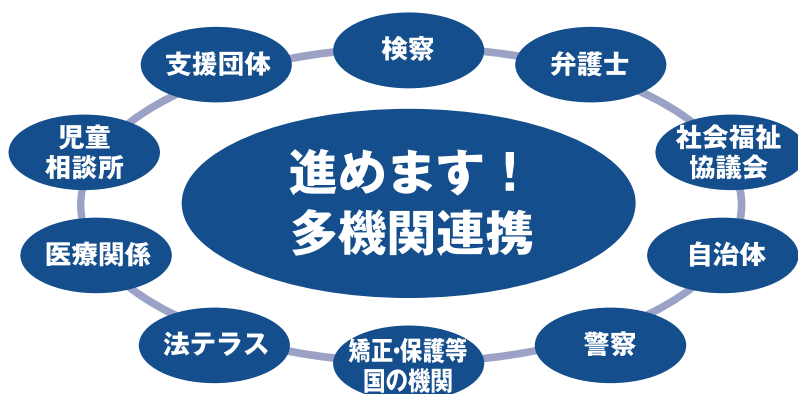 検察
支援団体
弁護士
児童
相談所
社会福祉
協議会
進めます！
多機関連携
医療関係
自治体
法テラス
警察
矯正・保護等
国の機関